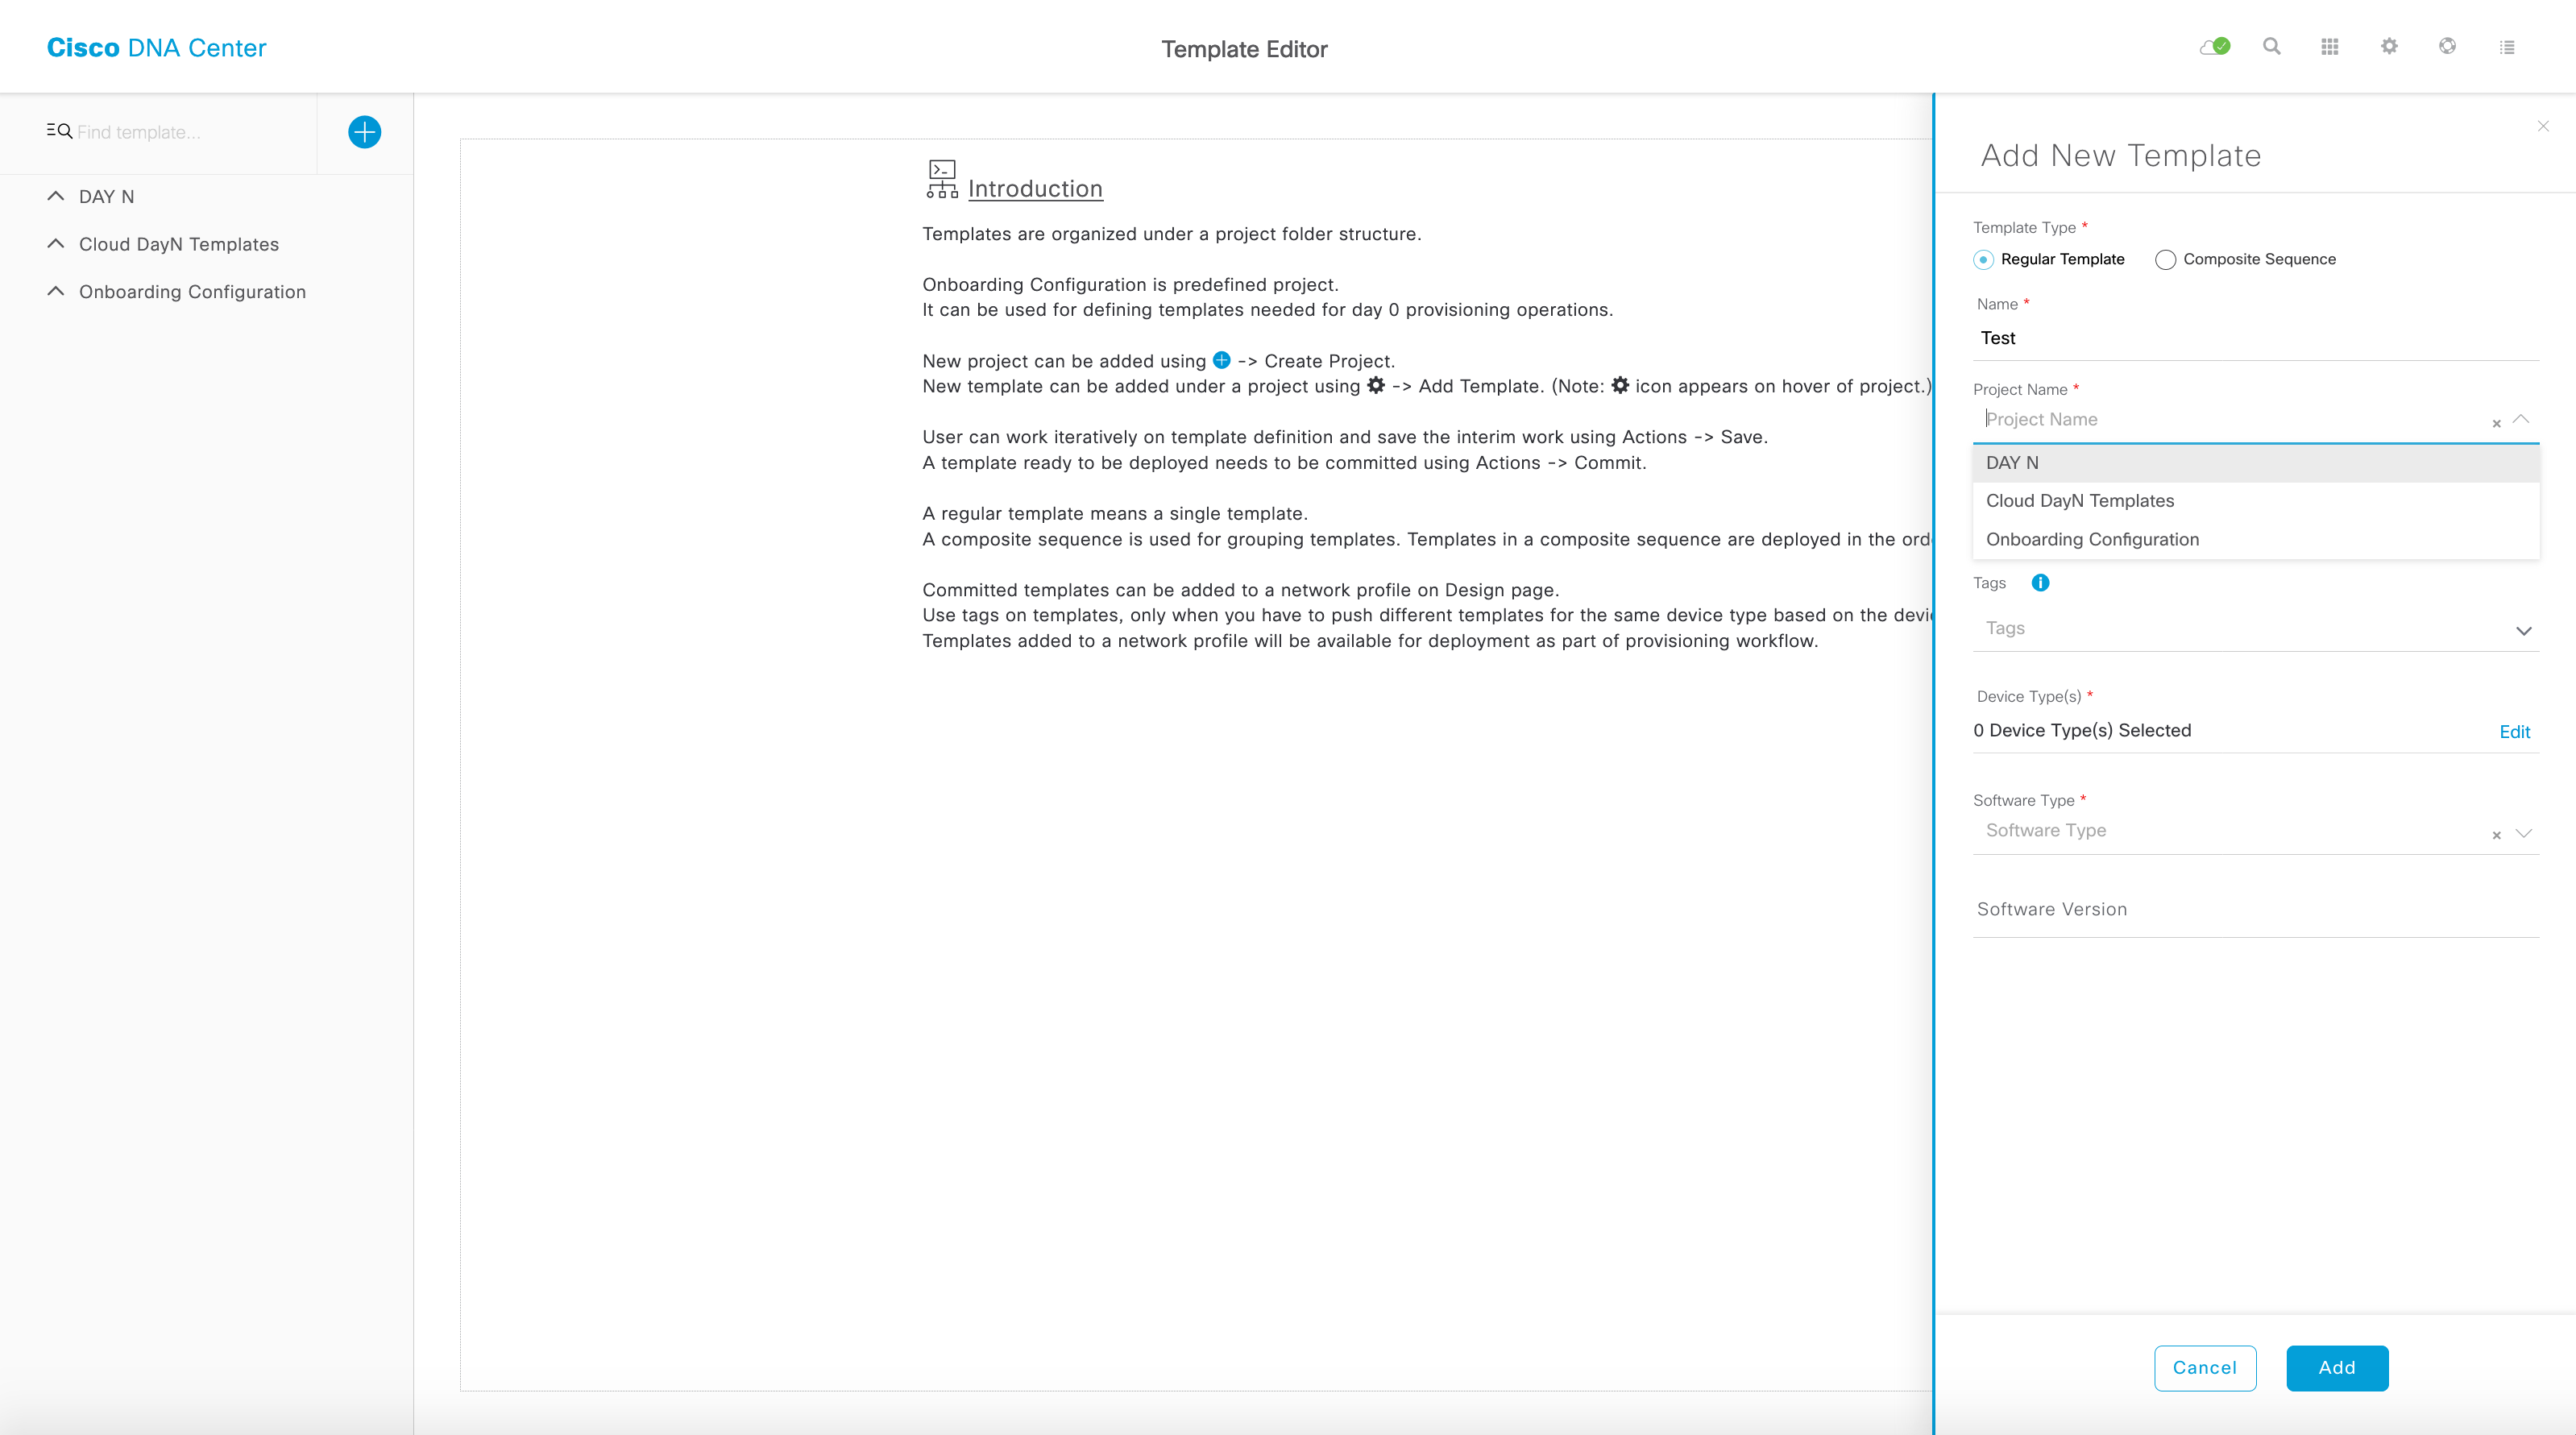 Cisco DNA Center
Template Editor
Find template...
DAY N
Cloud DayN Templates
Onboarding Configuration
Introduction
Templates are organized under a project folder structure.
Onboarding Configuration is predefined project.
It can be used for defining templates needed for day 0 provisioning operations.
New project can be added using -> Create Project.
New template can be added under a project using -> Add Template. (Note: icon appears on hover of project.)
User can work iteratively on template definition and save the interim work using Actions -> Save.
A template ready to be deployed needs to be committed using Actions -> Commit.
A regular template means a single template.
A composite sequence is used for grouping templates. Templates in a composite sequence are deployed in the
Committed templates can be added to a network profile on Design page.
Use tags on templates, only when you have to push different templates for the same device type based on the
Templates added to a network profile will be available for deployment as part of provisioning workflow.
Add New Template
Template Type *
Regular Template Composite Sequence
Name *
Test
Project Name *
Project Name
DAY N
Cloud DayN Templates
Onboarding Configuration
Tags
Tags
Device Type(s) *
0 Device Type(s) Selected Edit
Software Type *
Software Type
Software Version
Cancel Add